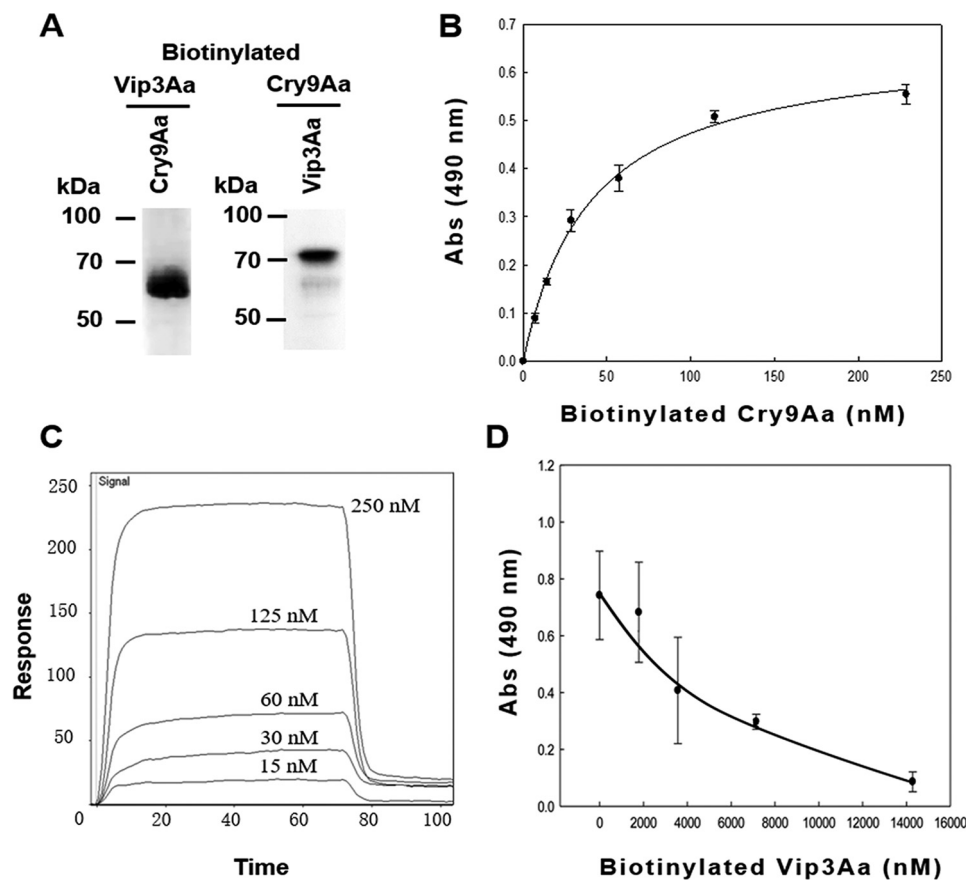 A
Biotinylated
Vip3Aa
Cry9Aa
Cry9Aa
Vip3Aa
kDa
100
70
50
kDa
100
70
50
B
Abs (490 nm)
0.7
0.6
0.5
0.4
0.3
0.2
0.1
0.0
0
50
100
150
200
250
Biotinylated Cry9Aa (nM)
C
Signal
Response
250
200
150
100
50
0
20
40
60
80
100
250 nM
125 nM
60 nM
30 nM
15 nM
Time
D
Abs (490 nm)
1.2
1.0
0.8
0.6
0.4
0.2
0.0
0
2000
4000
6000
8000
10000
12000
14000
16000
Biotinylated Vip3Aa (nM)